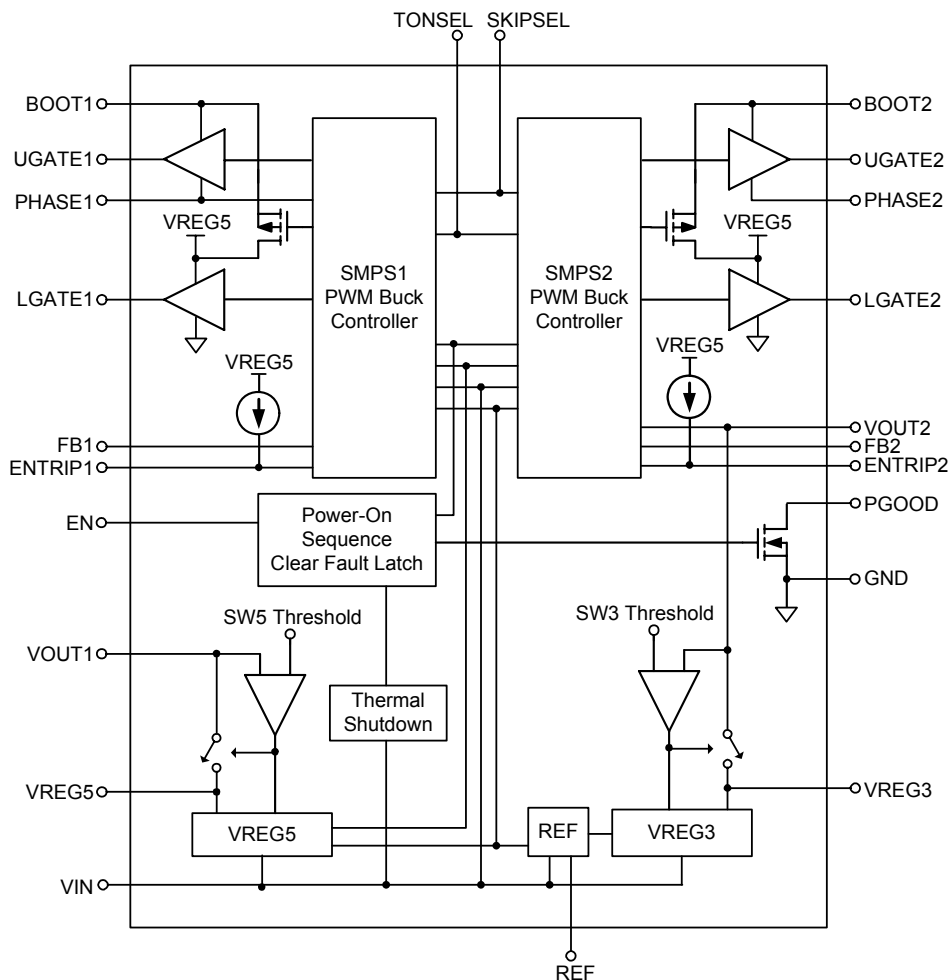 TONSEL SKIPSEL
BOOT1
BOOT2
UGATE1
UGATE2
PHASE1
PHASE2
VREG5
VREG5
SMPS1
PWM Buck
Controller
SMPS2
PWM Buck
Controller
LGATE1
LGATE2
VREG5
VREG5
VOUT2
FB1
FB2
ENTRIP1
ENTRIP2
PGOOD
EN
Power-On
Sequence
Clear Fault Latch
GND
SW5 Threshold
SW3 Threshold
VOUT1
Thermal
Shutdown
VREG5
VREG3
VREG5
REF
VREG3
VIN
REF